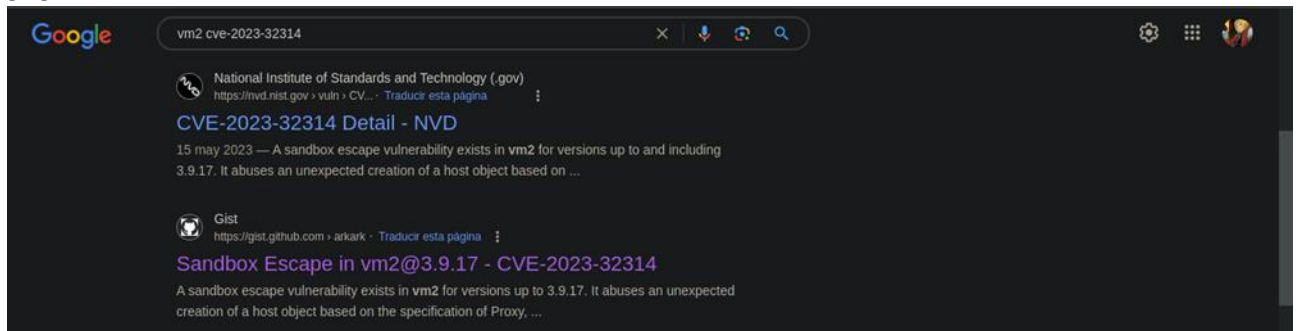 Google
vm2 cve-2023-32314
National Institute of Standards and Technology (.gov)
https://nvd.nist.gov › vuln › CV... · Traducir esta página
CVE-2023-32314 Detail - NVD
15 may 2023 — A sandbox escape vulnerability exists in vm2 for versions up to and including
3.9.17. It abuses an unexpected creation of a host object based on ...
Gist
https://gist.github.com › arkark · Traducir esta página
Sandbox Escape in vm2@3.9.17 - CVE-2023-32314
A sandbox escape vulnerability exists in vm2 for versions up to 3.9.17. It abuses an unexpected
creation of a host object based on the specification of Proxy, ...